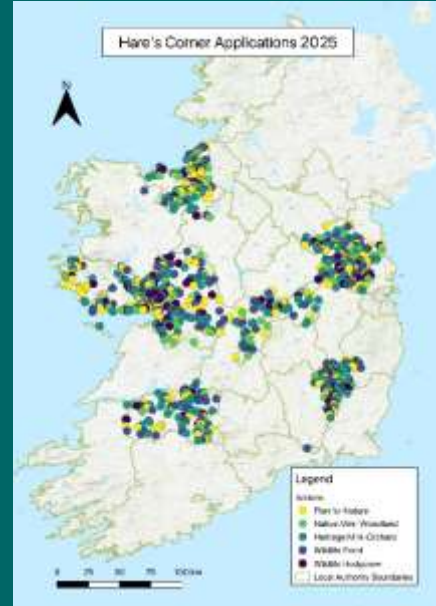 Hare's Corner Applications 2025
N
Legend
Actions
Plan for Nature
Native Mini-Woodland
Heritage Mini-Orchard
Wildlife Pond
Wildlife Hedgerow
Local Authority Boundaries
0 25 50 75 100 km